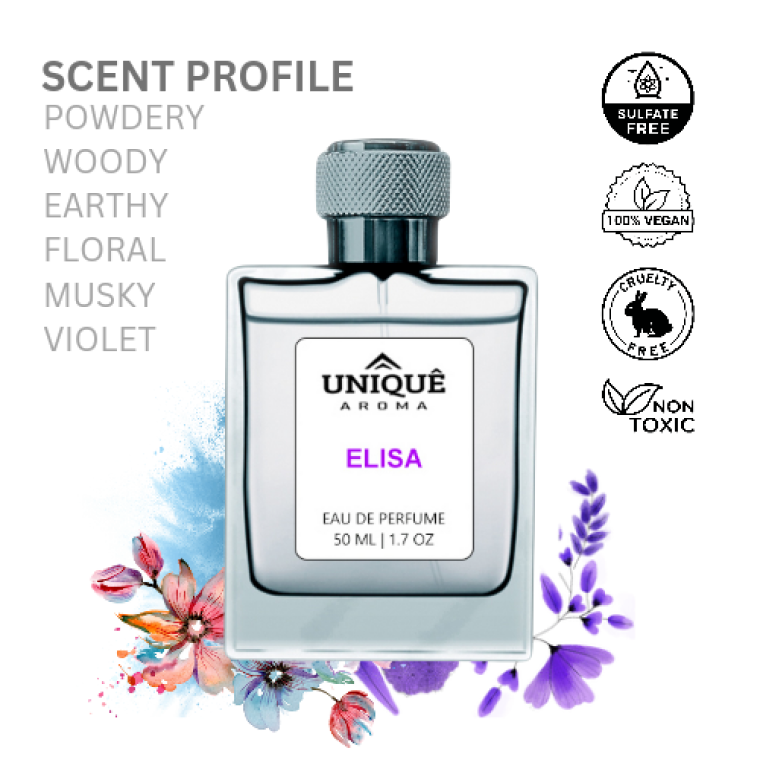 SCENT PROFILE
POWDERY
WOODY
EARTHY
FLORAL
MUSKY
VIOLET
SULFATE
FREE
100% VEGAN
CRUELTY
FREE
NON
TOXIC
UNIQUÊ
AROMA
ELISA
EAU DE PERFUME
50 ML | 1.7 OZ